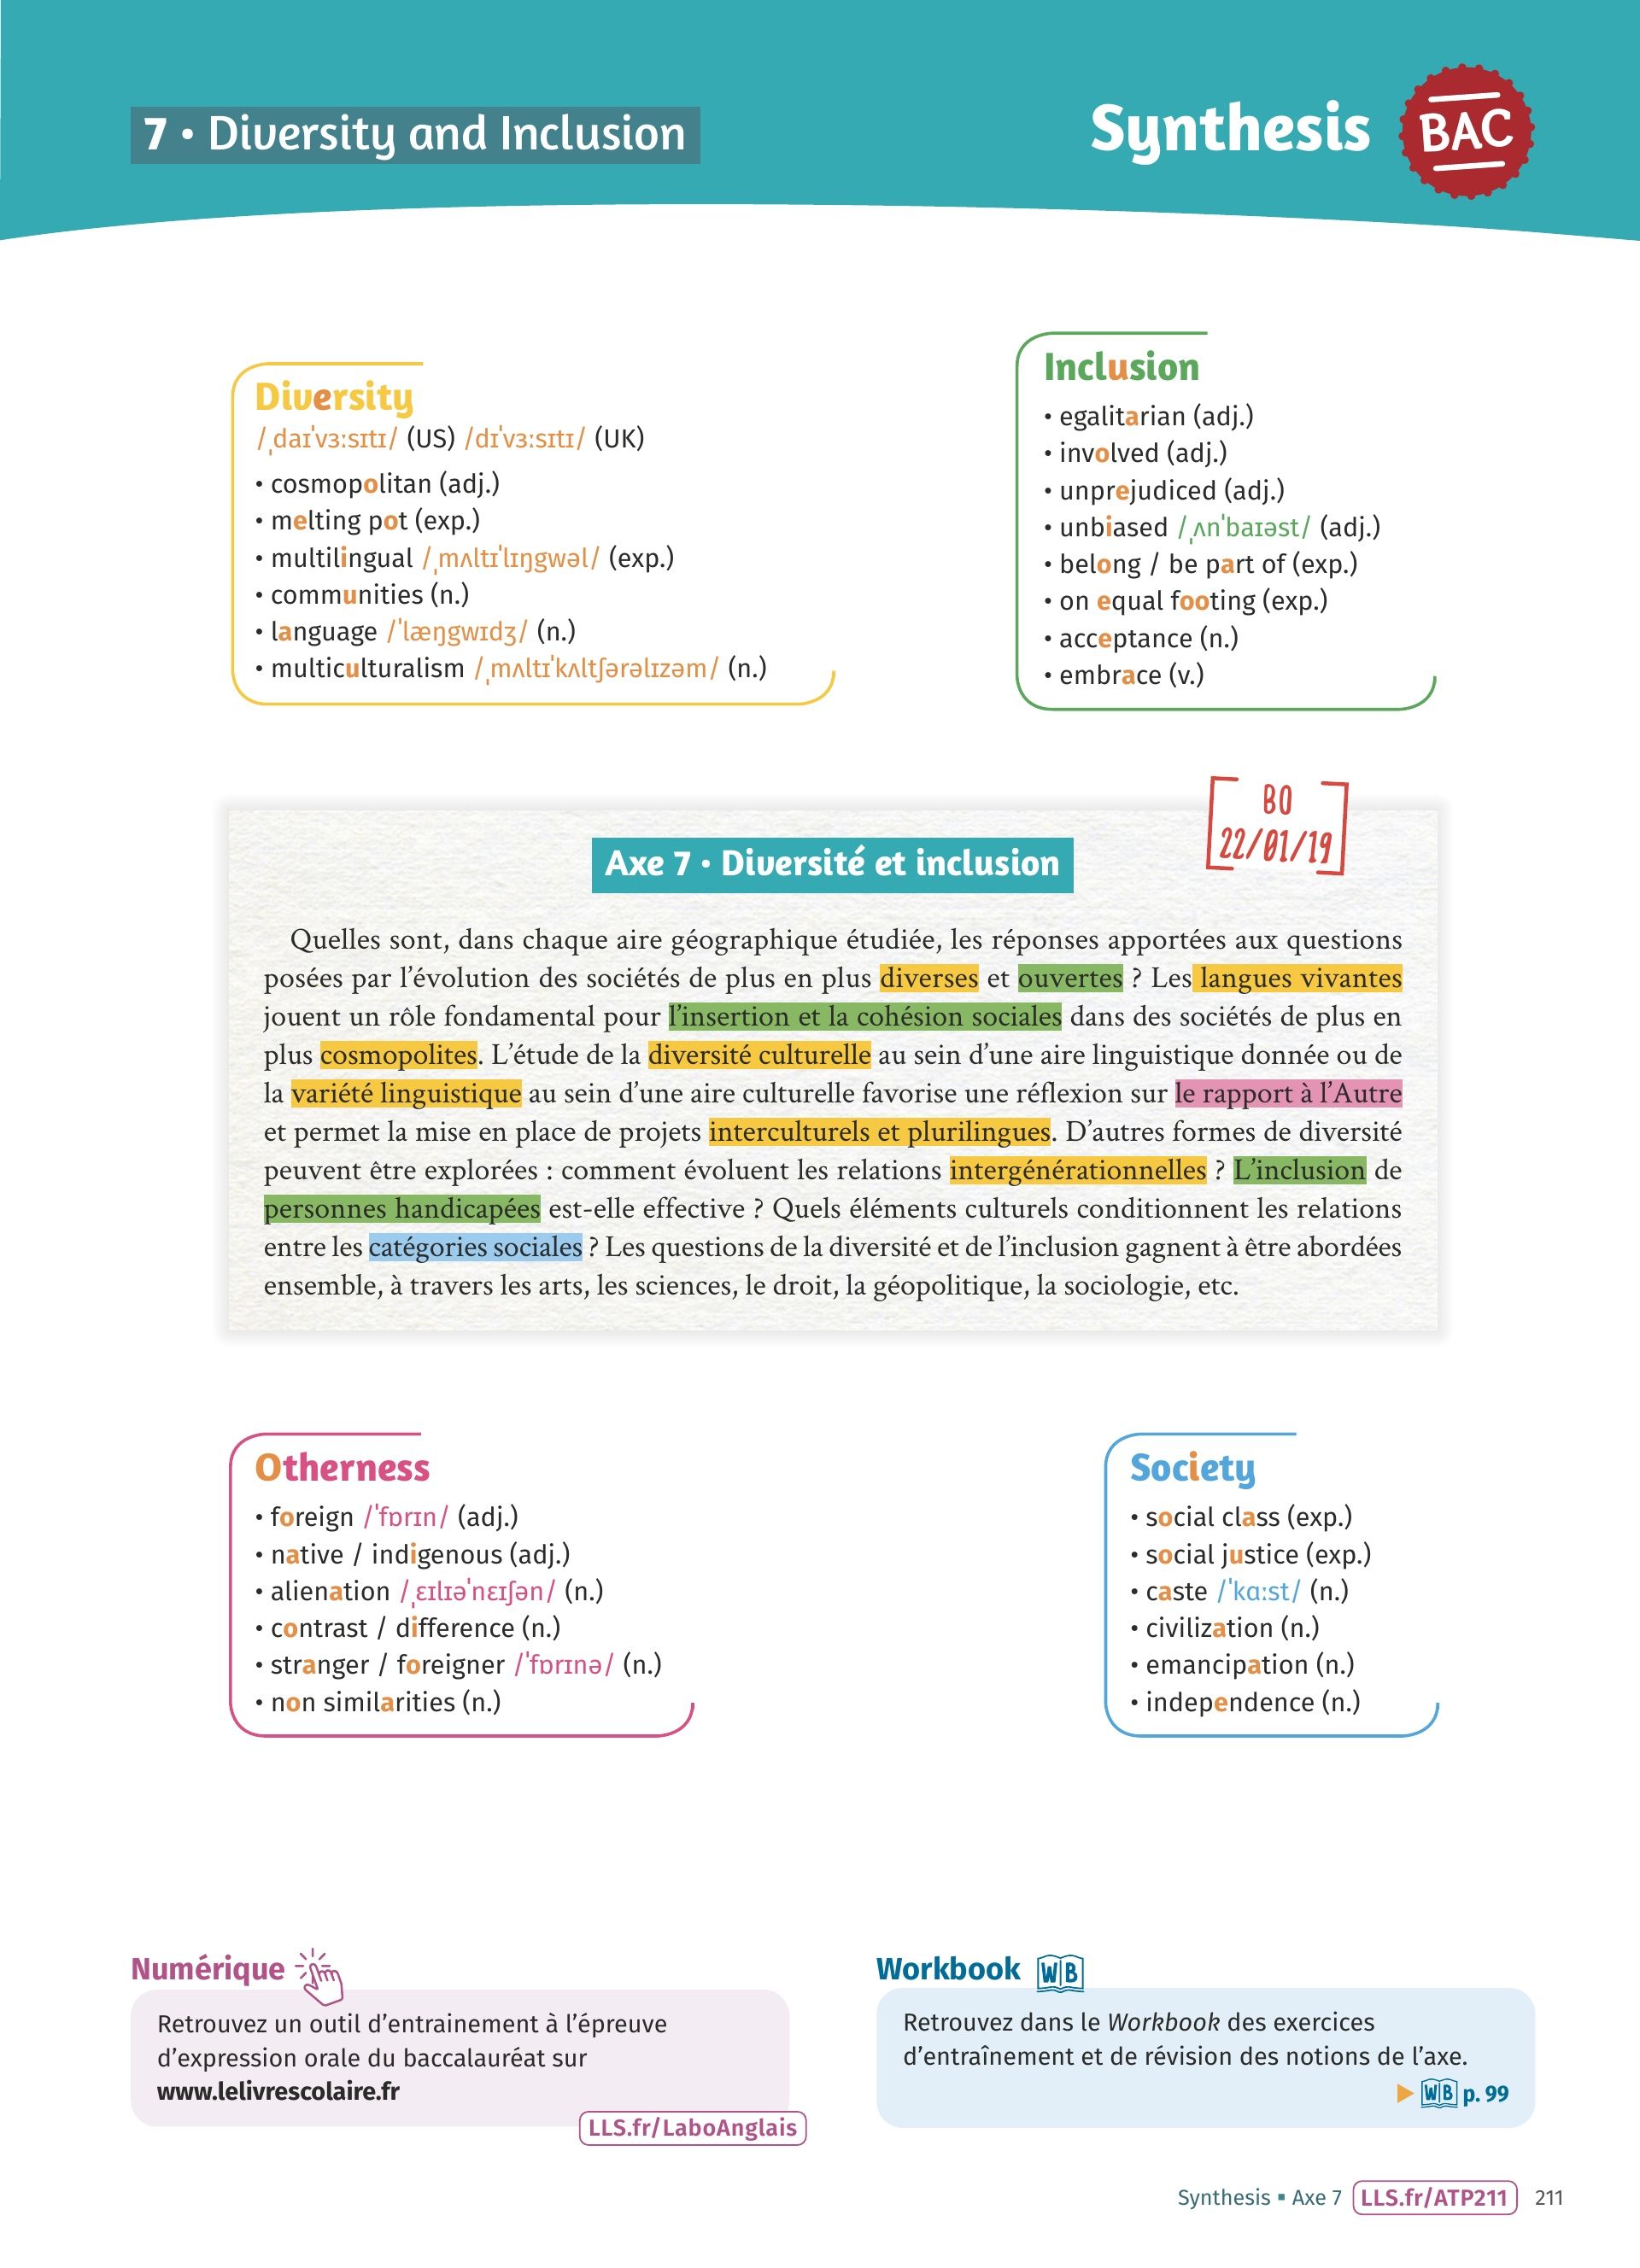 7 • Diversity and Inclusion
Synthesis
BAC
Diversity
/ˌdaɪˈvɜːsɪtɪ/ (US) /dɪˈvɜːsɪtɪ/ (UK)
• cosmopolitan (adj.)
• melting pot (exp.)
• multilingual /ˌmʌltɪˈlɪŋgwəl/ (exp.)
• communities (n.)
• language /ˈlæŋgwɪdʒ/ (n.)
• multiculturalism /ˌmʌltɪˈkʌltʃərəlɪzəm/ (n.)
Inclusion
• egalitarian (adj.)
• involved (adj.)
• unprejudiced (adj.)
• unbiased /ˌʌnˈbaɪəst/ (adj.)
• belong / be part of (exp.)
• on equal footing (exp.)
• acceptance (n.)
• embrace (v.)
BO
22/01/19
Axe 7 • Diversité et inclusion
Quelles sont, dans chaque aire géographique étudiée, les réponses apportées aux questions
posées par l’évolution des sociétés de plus en plus diverses et ouvertes ? Les langues vivantes
jouent un rôle fondamental pour l’insertion et la cohésion sociales dans des sociétés de plus en
plus cosmopolites. L’étude de la diversité culturelle au sein d’une aire linguistique donnée ou de
la variété linguistique au sein d’une aire culturelle favorise une réflexion sur le rapport à l’Autre
et permet la mise en place de projets interculturels et plurilingues. D’autres formes de diversité
peuvent être explorées : comment évoluent les relations intergénérationnelles ? L’inclusion de
personnes handicapées est-elle effective ? Quels éléments culturels conditionnent les relations
entre les catégories sociales ? Les questions de la diversité et de l’inclusion gagnent à être abordées
ensemble, à travers les arts, les sciences, le droit, la géopolitique, la sociologie, etc.
Otherness
• foreign /ˈfɒrɪn/ (adj.)
• native / indigenous (adj.)
• alienation /ˌɛɪlɪəˈnɛɪʃən/ (n.)
• contrast / difference (n.)
• stranger / foreigner /ˈfɒrɪnə/ (n.)
• non similarities (n.)
Society
• social class (exp.)
• social justice (exp.)
• caste /ˈkɑːst/ (n.)
• civilization (n.)
• emancipation (n.)
• independence (n.)
Numérique
Retrouvez un outil d’entrainement à l’épreuve
d’expression orale du baccalauréat sur
www.lelivrescolaire.fr
LLS.fr/LaboAnglais
Workbook WB
Retrouvez dans le Workbook des exercices
d’entraînement et de révision des notions de l’axe.
▶ WB p. 99
Synthesis ▪ Axe 7 LLS.fr/ATP211 211